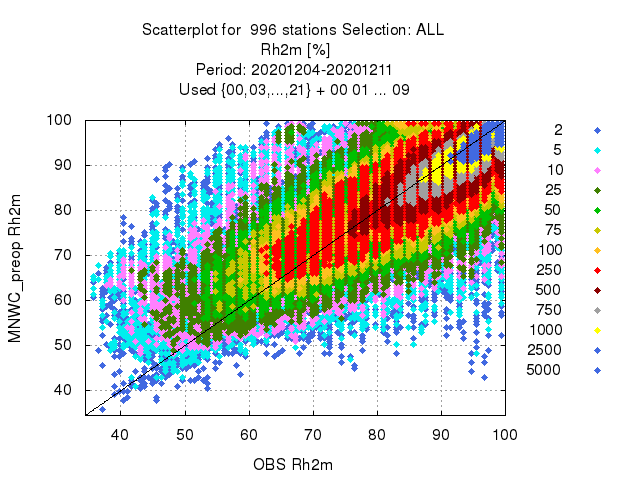 Scatterplot for  996 stations Selection: ALL
Rh2m [%]
Period: 20201204-20201211
Used {00,03,...,21} + 00 01 ... 09
100
90
80
70
60
50
40
MNWC_preop Rh2m
40 50 60 70 80 90 100
OBS Rh2m
2
5
10
25
50
75
100
250
500
750
1000
2500
5000